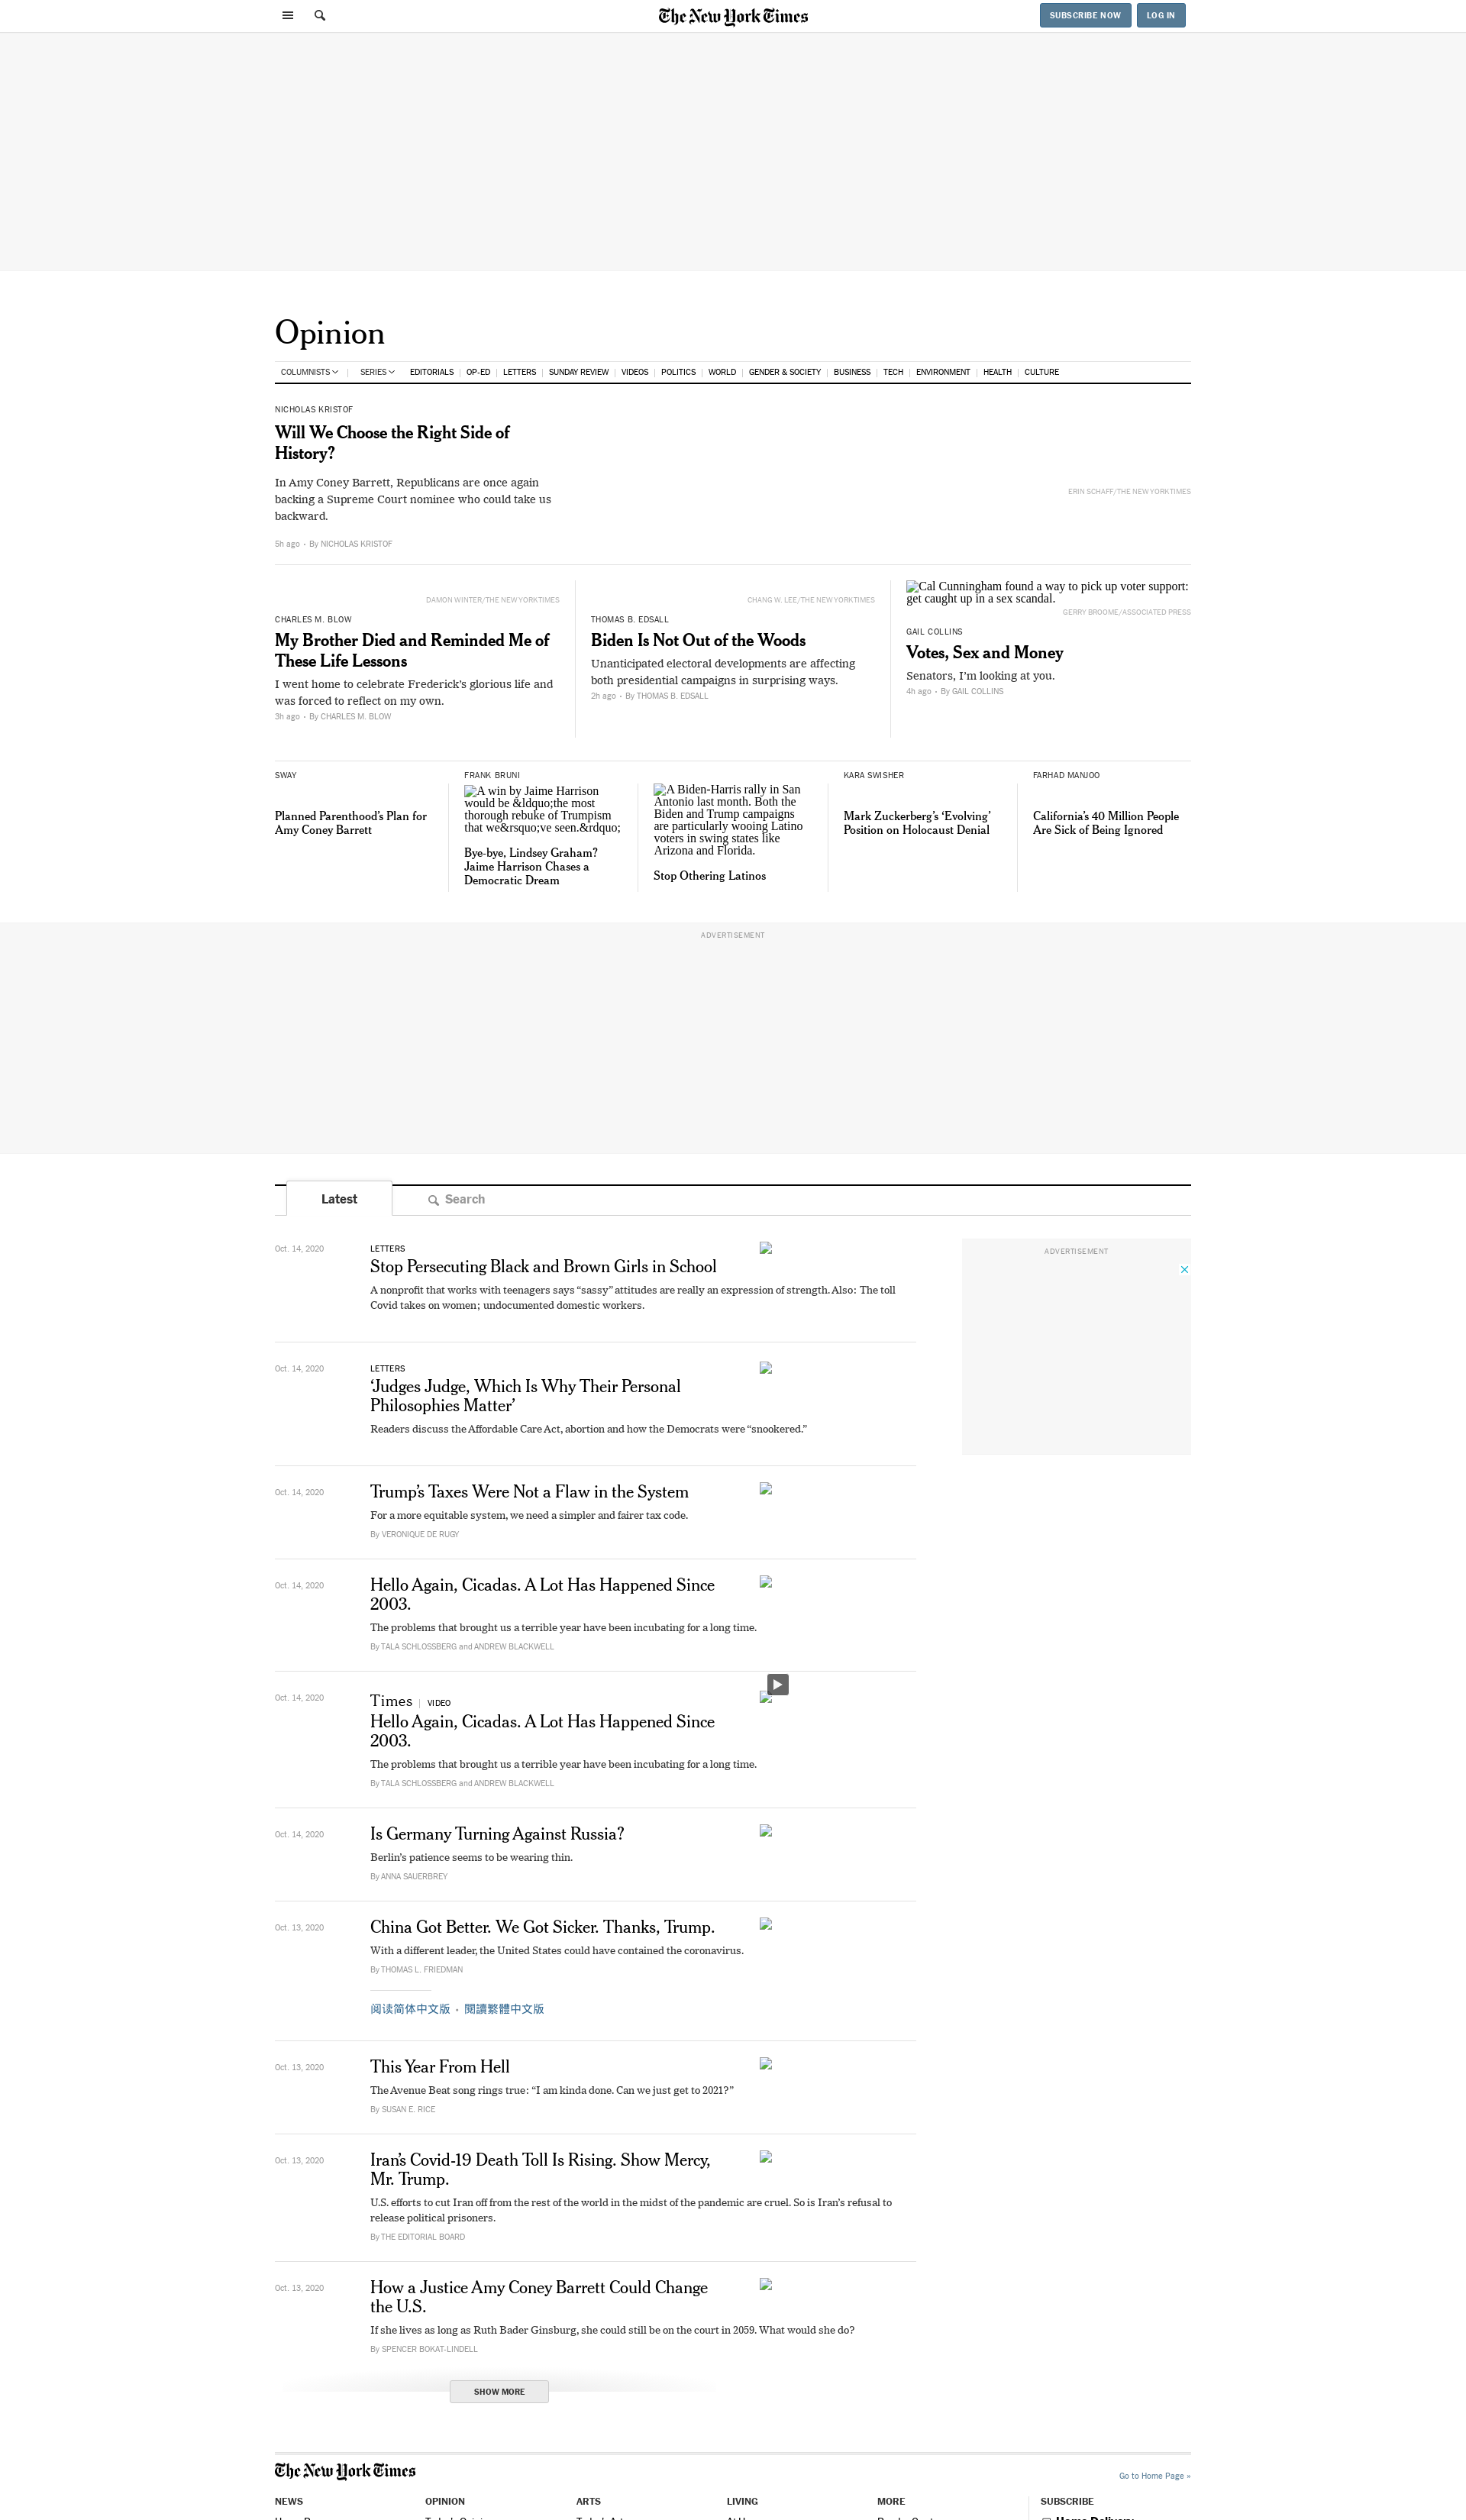 The New York Times
SUBSCRIBE NOW
LOG IN
Opinion
COLUMNISTS
SERIES
EDITORIALS
OP-ED
LETTERS
SUNDAY REVIEW
VIDEOS
POLITICS
WORLD
GENDER & SOCIETY
BUSINESS
TECH
ENVIRONMENT
HEALTH
CULTURE
NICHOLAS KRISTOF
Will We Choose the Right Side of
History?
In Amy Coney Barrett, Republicans are once again
backing a Supreme Court nominee who could take us
backward.
5h ago • By NICHOLAS KRISTOF
ERIN SCHAFF/THE NEW YORK TIMES
DAMON WINTER/THE NEW YORK TIMES
CHARLES M. BLOW
My Brother Died and Reminded Me of
These Life Lessons
I went home to celebrate Frederick’s glorious life and
was forced to reflect on my own.
3h ago • By CHARLES M. BLOW
CHANG W. LEE/THE NEW YORK TIMES
THOMAS B. EDSALL
Biden Is Not Out of the Woods
Unanticipated electoral developments are affecting
both presidential campaigns in surprising ways.
2h ago • By THOMAS B. EDSALL
Cal Cunningham found a way to pick up voter support:
get caught up in a sex scandal.
GERRY BROOME/ASSOCIATED PRESS
GAIL COLLINS
Votes, Sex and Money
Senators, I’m looking at you.
4h ago • By GAIL COLLINS
SWAY
Planned Parenthood’s Plan for
Amy Coney Barrett
FRANK BRUNI
A win by Jaime Harrison
would be &ldquo;the most
thorough rebuke of Trumpism
that we&rsquo;ve seen.&rdquo;
Bye-bye, Lindsey Graham?
Jaime Harrison Chases a
Democratic Dream
A Biden-Harris rally in San
Antonio last month. Both the
Biden and Trump campaigns
are particularly wooing Latino
voters in swing states like
Arizona and Florida.
Stop Othering Latinos
KARA SWISHER
Mark Zuckerberg’s ‘Evolving’
Position on Holocaust Denial
FARHAD MANJOO
California’s 40 Million People
Are Sick of Being Ignored
ADVERTISEMENT
Latest
Search
ADVERTISEMENT
Oct. 14, 2020
LETTERS
Stop Persecuting Black and Brown Girls in School
A nonprofit that works with teenagers says “sassy” attitudes are really an expression of strength. Also: The toll
Covid takes on women; undocumented domestic workers.
Oct. 14, 2020
LETTERS
‘Judges Judge, Which Is Why Their Personal
Philosophies Matter’
Readers discuss the Affordable Care Act, abortion and how the Democrats were “snookered.”
Oct. 14, 2020
Trump’s Taxes Were Not a Flaw in the System
For a more equitable system, we need a simpler and fairer tax code.
By VERONIQUE DE RUGY
Oct. 14, 2020
Hello Again, Cicadas. A Lot Has Happened Since
2003.
The problems that brought us a terrible year have been incubating for a long time.
By TALA SCHLOSSBERG and ANDREW BLACKWELL
Oct. 14, 2020
Times | VIDEO
Hello Again, Cicadas. A Lot Has Happened Since
2003.
The problems that brought us a terrible year have been incubating for a long time.
By TALA SCHLOSSBERG and ANDREW BLACKWELL
Oct. 14, 2020
Is Germany Turning Against Russia?
Berlin’s patience seems to be wearing thin.
By ANNA SAUERBREY
Oct. 13, 2020
China Got Better. We Got Sicker. Thanks, Trump.
With a different leader, the United States could have contained the coronavirus.
By THOMAS L. FRIEDMAN
阅读简体中文版 • 閱讀繁體中文版
Oct. 13, 2020
This Year From Hell
The Avenue Beat song rings true: “I am kinda done. Can we just get to 2021?”
By SUSAN E. RICE
Oct. 13, 2020
Iran’s Covid-19 Death Toll Is Rising. Show Mercy,
Mr. Trump.
U.S. efforts to cut Iran off from the rest of the world in the midst of the pandemic are cruel. So is Iran’s refusal to
release political prisoners.
By THE EDITORIAL BOARD
Oct. 13, 2020
How a Justice Amy Coney Barrett Could Change
the U.S.
If she lives as long as Ruth Bader Ginsburg, she could still be on the court in 2059. What would she do?
By SPENCER BOKAT-LINDELL
SHOW MORE
The New York Times
Go to Home Page »
NEWS
OPINION
ARTS
LIVING
MORE
SUBSCRIBE